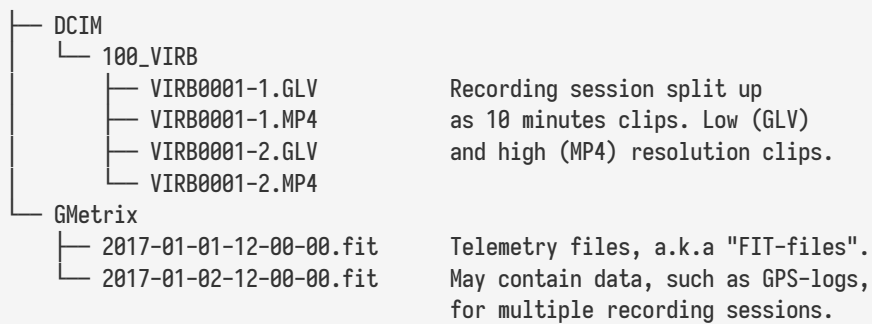 ├── DCIM
│   └── 100_VIRB
│       ├── VIRB0001-1.GLV        Recording session split up
│       ├── VIRB0001-1.MP4        as 10 minutes clips. Low (GLV)
│       ├── VIRB0001-2.GLV        and high (MP4) resolution clips.
│       └── VIRB0001-2.MP4
└── GMetrix
    ├── 2017-01-01-12-00-00.fit   Telemetry files, a.k.a "FIT-files".
    └── 2017-01-02-12-00-00.fit   May contain data, such as GPS-logs,
                                  for multiple recording sessions.